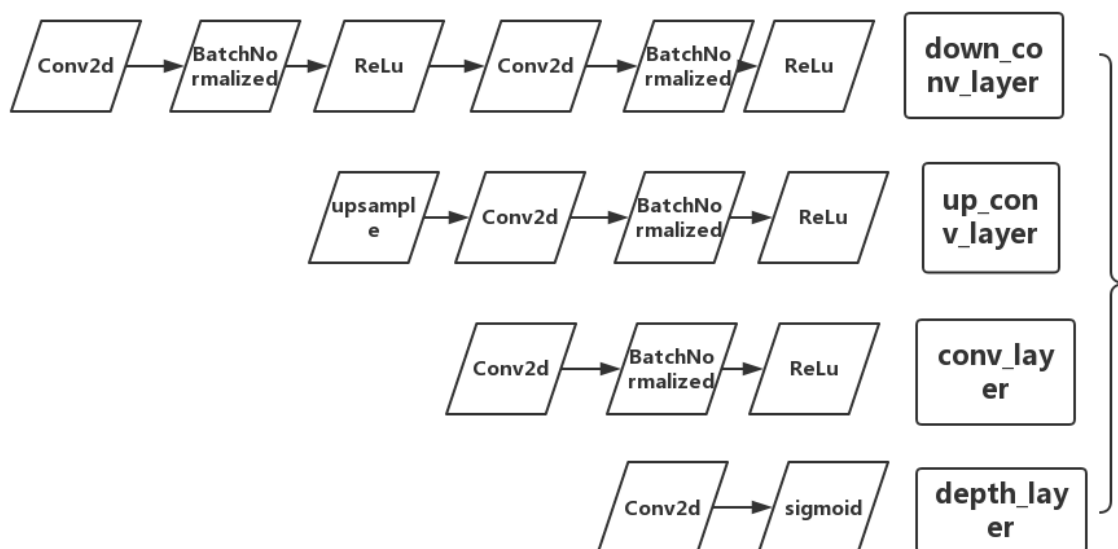 Conv2d
BatchNo
rmalized
ReLu
Conv2d
BatchNo
rmalized
ReLu
down_co
nv_layer
upsampl
e
Conv2d
BatchNo
rmalized
ReLu
up_con
v_layer
Conv2d
BatchNo
rmalized
ReLu
conv_lay
er
Conv2d
sigmoid
depth_lay
er